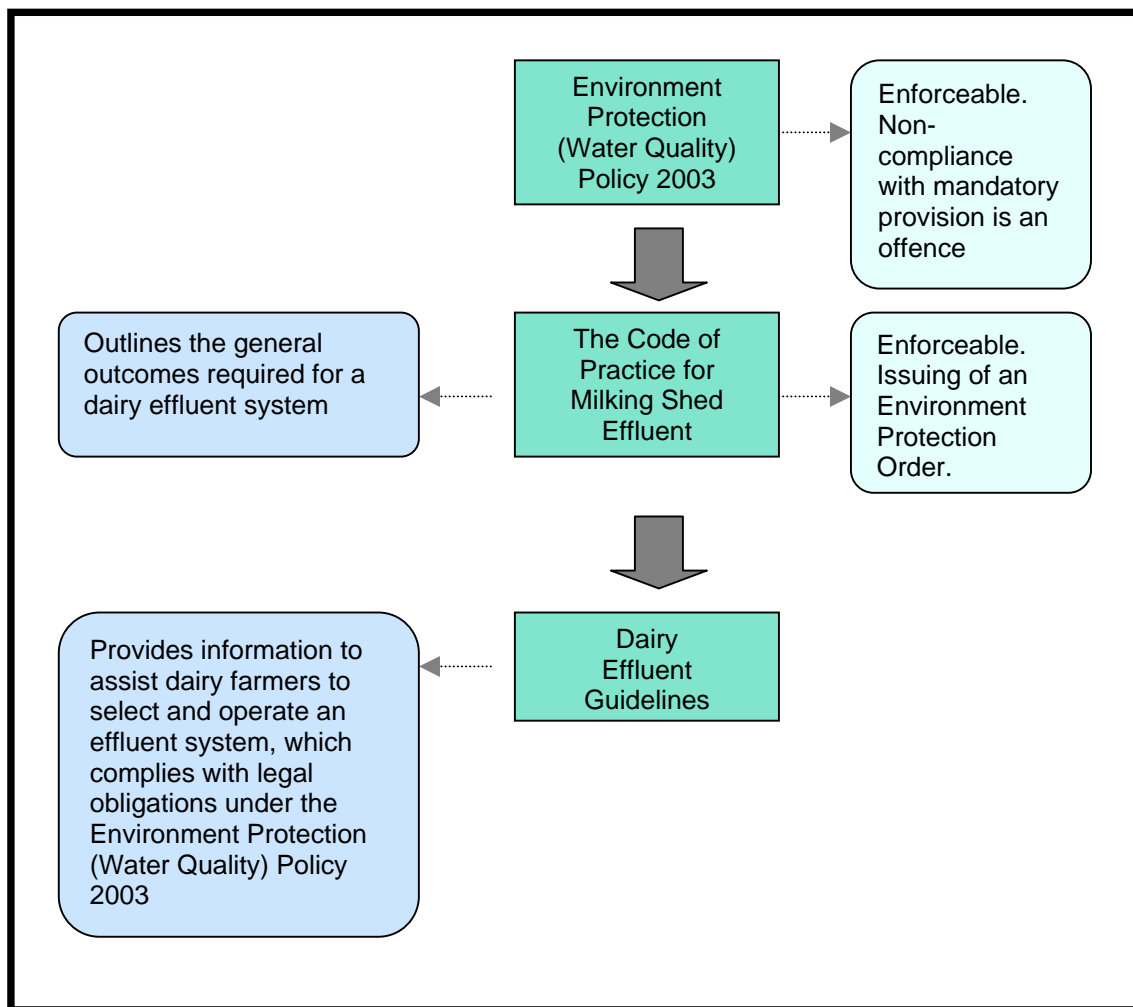 Environment
Protection
(Water Quality)
Policy 2003
Enforceable.
Non-
compliance
with mandatory
provision is an
offence
Outlines the general
outcomes required for a
dairy effluent system
The Code of
Practice for
Milking Shed
Effluent
Enforceable.
Issuing of an
Environment
Protection
Order.
Provides information to
assist dairy farmers to
select and operate an
effluent system, which
complies with legal
obligations under the
Environment Protection
(Water Quality) Policy
2003
Dairy
Effluent
Guidelines